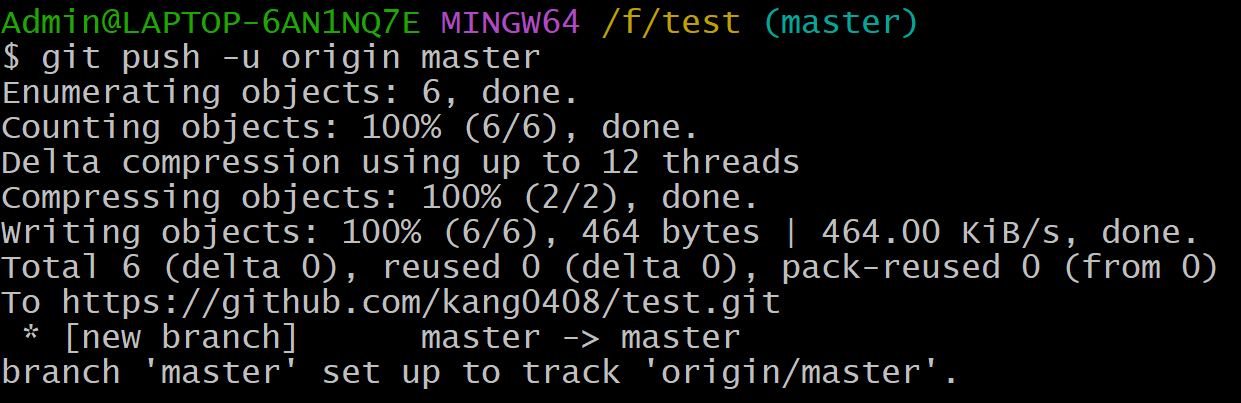 Admin@LAPTOP-6AN1NQ7E MINGW64 /f/test (master)
$ git push -u origin master
Enumerating objects: 6, done.
Counting objects: 100% (6/6), done.
Delta compression using up to 12 threads
Compressing objects: 100% (2/2), done.
Writing objects: 100% (6/6), 464 bytes | 464.00 KiB/s, done.
Total 6 (delta 0), reused 0 (delta 0), pack-reused 0 (from 0)
To https://github.com/kang0408/test.git
 * [new branch]      master -> master
branch 'master' set up to track 'origin/master'.